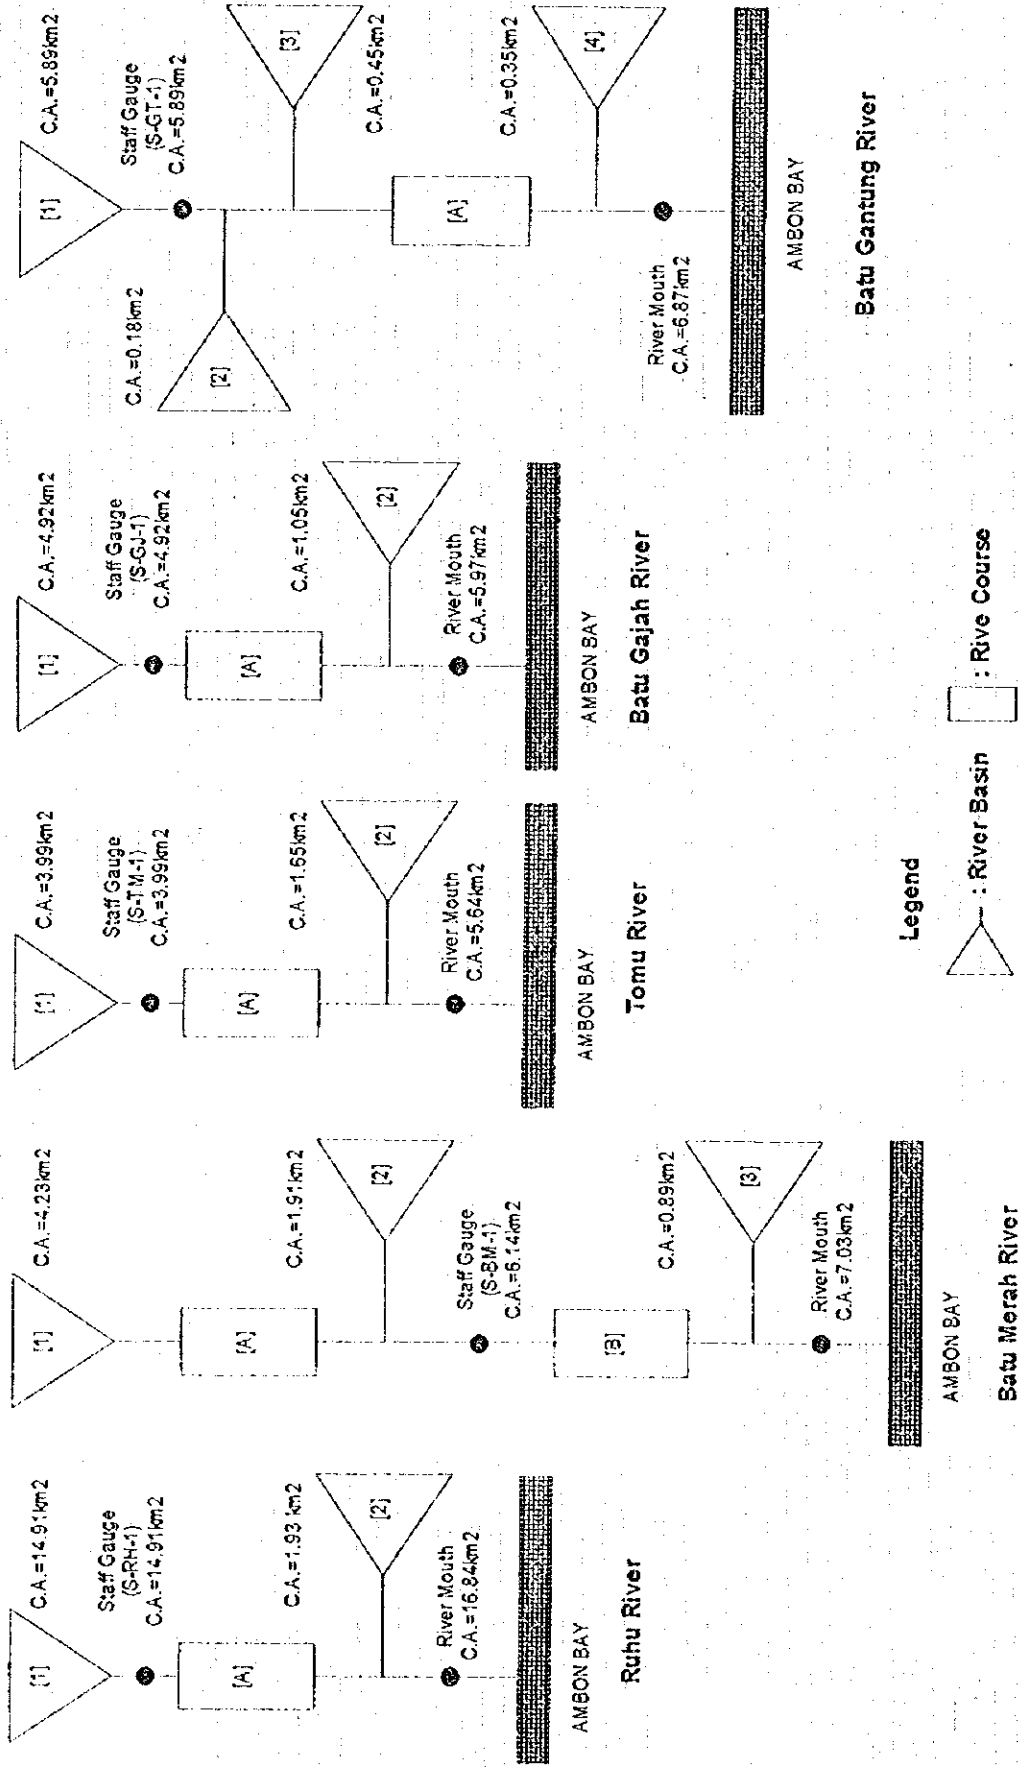 C.A.=14.91km2
[1]
Staff Gauge
(S-RH-1)
C.A.=14.91km2
[A]
C.A.=1.93 km2
[2]
River Mouth
C.A.=16.84km2
AMBON BAY
Ruhu River
C.A.=4.23km2
[1]
[A]
C.A.=1.91km2
[2]
Staff Gauge
(S-BM-1)
C.A.=6.14km2
[B]
C.A.=0.89km2
[3]
River Mouth
C.A.=7.03km2
AMBON BAY
Batu Merah River
C.A.=3.99km2
[1]
Staff Gauge
(S-TM-1)
C.A.=3.99km2
[A]
C.A.=1.65km2
[2]
River Mouth
C.A.=5.64km2
AMBON BAY
Tomu River
C.A.=4.92km2
[1]
Staff Gauge
(S-GJ-1)
C.A.=4.92km2
[A]
C.A.=1.05km2
[2]
River Mouth
C.A.=5.97km2
AMBON BAY
Batu Gajah River
C.A.=5.89km2
[1]
Staff Gauge
(S-GT-1)
C.A.=5.89km2
C.A.=0.18km2
[2]
[3]
C.A.=0.45km2
[A]
C.A.=0.35km2
[4]
River Mouth
C.A.=6.87km2
AMBON BAY
Batu Gantung River
Legend
: River Basin
: Rive Course